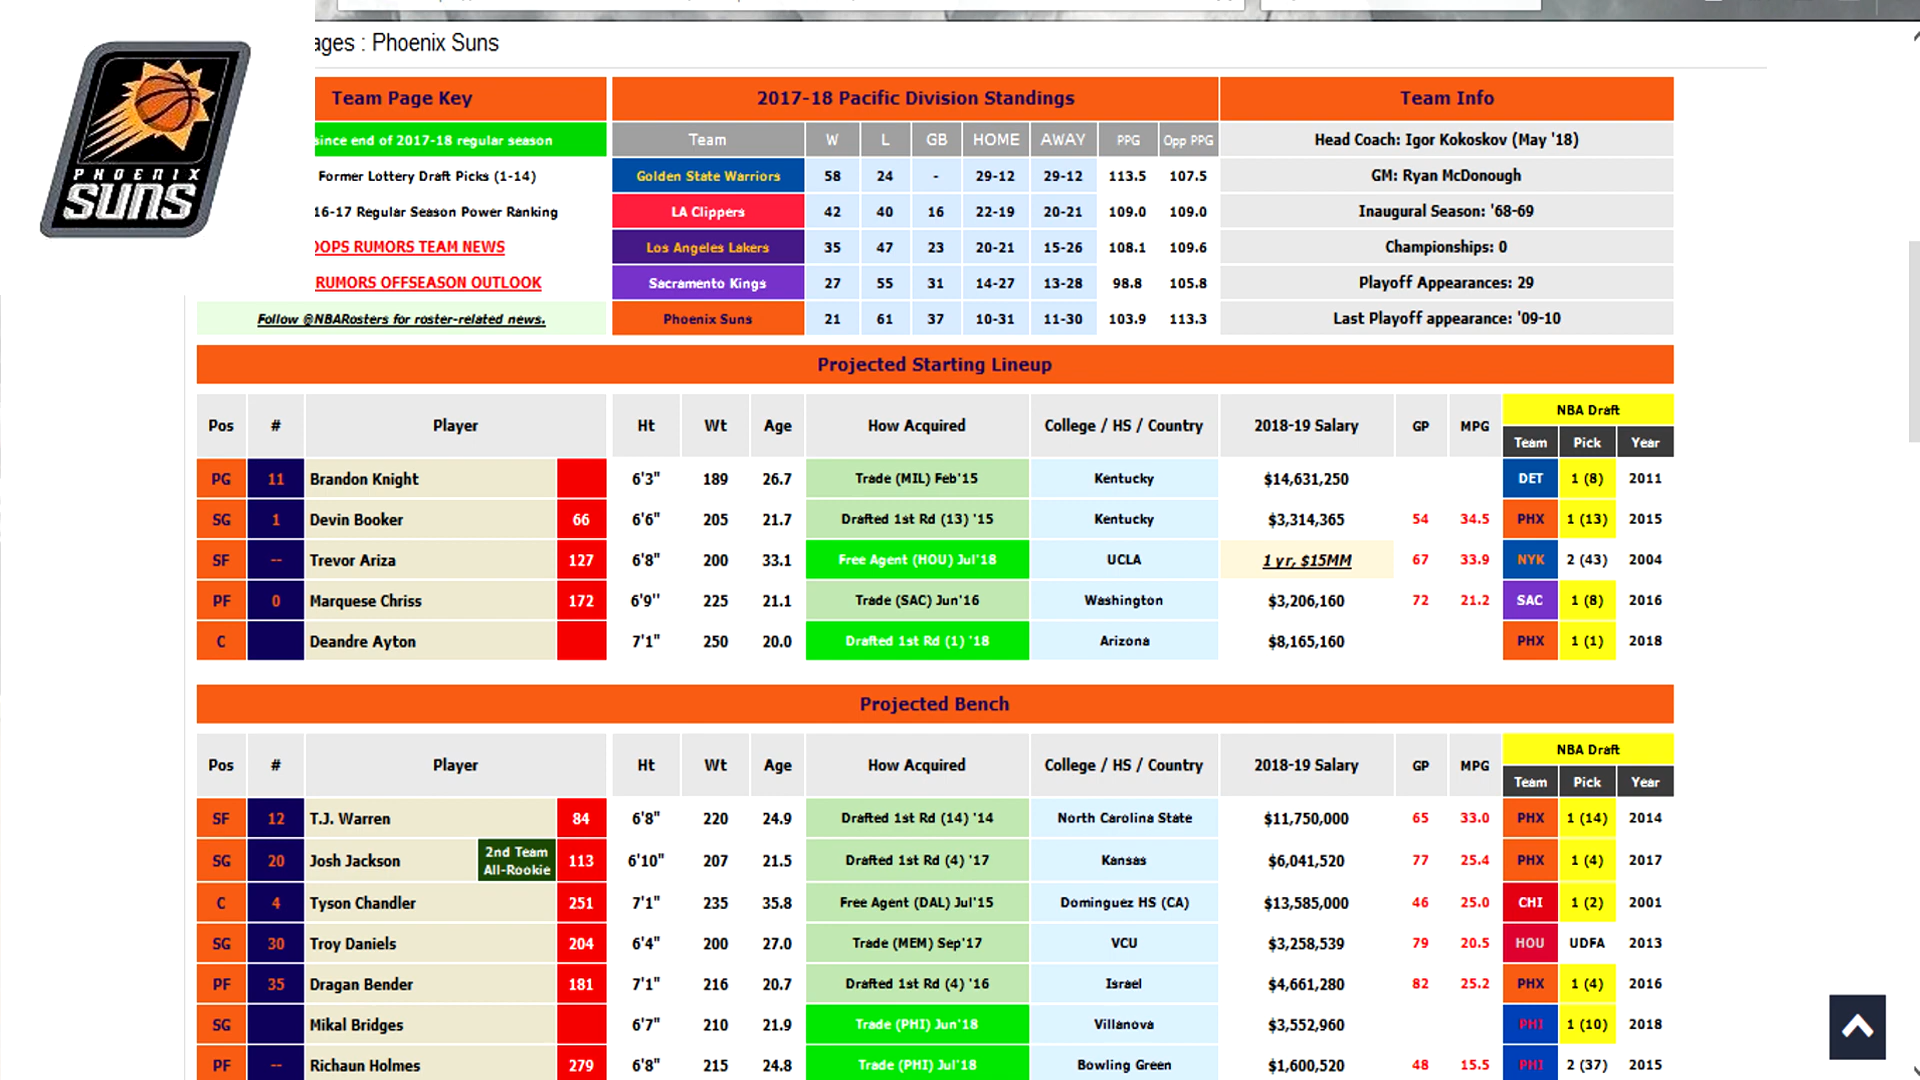 ages : Phoenix Suns
PHOENIX
SUNS
Team Page Key
2017-18 Pacific Division Standings
Team Info
since end of 2017-18 regular season
Team W L GB HOME AWAY PPG Opp PPG
Head Coach: Igor Kokoskov (May '18)
Former Lottery Draft Picks (1-14)
Golden State Warriors 58 24 - 29-12 29-12 113.5 107.5
GM: Ryan McDonough
16-17 Regular Season Power Ranking
LA Clippers 42 40 16 22-19 20-21 109.0 109.0
Inaugural Season: '68-69
OOPS RUMORS TEAM NEWS
Los Angeles Lakers 35 47 23 20-21 15-26 108.1 109.6
Championships: 0
RUMORS OFFSEASON OUTLOOK
Sacramento Kings 27 55 31 14-27 13-28 98.8 105.8
Playoff Appearances: 29
Follow @NBARosters for roster-related news.
Phoenix Suns 21 61 37 10-31 11-30 103.9 113.3
Last Playoff appearance: '09-10
Projected Starting Lineup
Pos # Player Ht Wt Age How Acquired College / HS / Country 2018-19 Salary GP MPG NBA Draft
Team Pick Year
PG 11 Brandon Knight 6'3" 189 26.7 Trade (MIL) Feb'15 Kentucky $14,631,250 DET 1 (8) 2011
SG 1 Devin Booker 66 6'6" 205 21.7 Drafted 1st Rd (13) '15 Kentucky $3,314,365 54 34.5 PHX 1 (13) 2015
SF -- Trevor Ariza 127 6'8" 200 33.1 Free Agent (HOU) Jul'18 UCLA 1 yr, $15MM 67 33.9 NYK 2 (43) 2004
PF 0 Marquese Chriss 172 6'9'' 225 21.1 Trade (SAC) Jun'16 Washington $3,206,160 72 21.2 SAC 1 (8) 2016
C Deandre Ayton 7'1" 250 20.0 Drafted 1st Rd (1) '18 Arizona $8,165,160 PHX 1 (1) 2018
Projected Bench
Pos # Player Ht Wt Age How Acquired College / HS / Country 2018-19 Salary GP MPG NBA Draft
Team Pick Year
SF 12 T.J. Warren 84 6'8" 220 24.9 Drafted 1st Rd (14) '14 North Carolina State $11,750,000 65 33.0 PHX 1 (14) 2014
SG 20 Josh Jackson 2nd Team All-Rookie 113 6'10" 207 21.5 Drafted 1st Rd (4) '17 Kansas $6,041,520 77 25.4 PHX 1 (4) 2017
C 4 Tyson Chandler 251 7'1" 235 35.8 Free Agent (DAL) Jul'15 Dominguez HS (CA) $13,585,000 46 25.0 CHI 1 (2) 2001
SG 30 Troy Daniels 204 6'4" 200 27.0 Trade (MEM) Sep'17 VCU $3,258,539 79 20.5 HOU UDFA 2013
PF 35 Dragan Bender 181 7'1" 216 20.7 Drafted 1st Rd (4) '16 Israel $4,661,280 82 25.2 PHX 1 (4) 2016
SG Mikal Bridges 6'7" 210 21.9 Trade (PHI) Jun'18 Villanova $3,552,960 PHI 1 (10) 2018
PF -- Richaun Holmes 279 6'8" 215 24.8 Trade (PHI) Jul'18 Bowling Green $1,600,520 48 15.5 PHI 2 (37) 2015